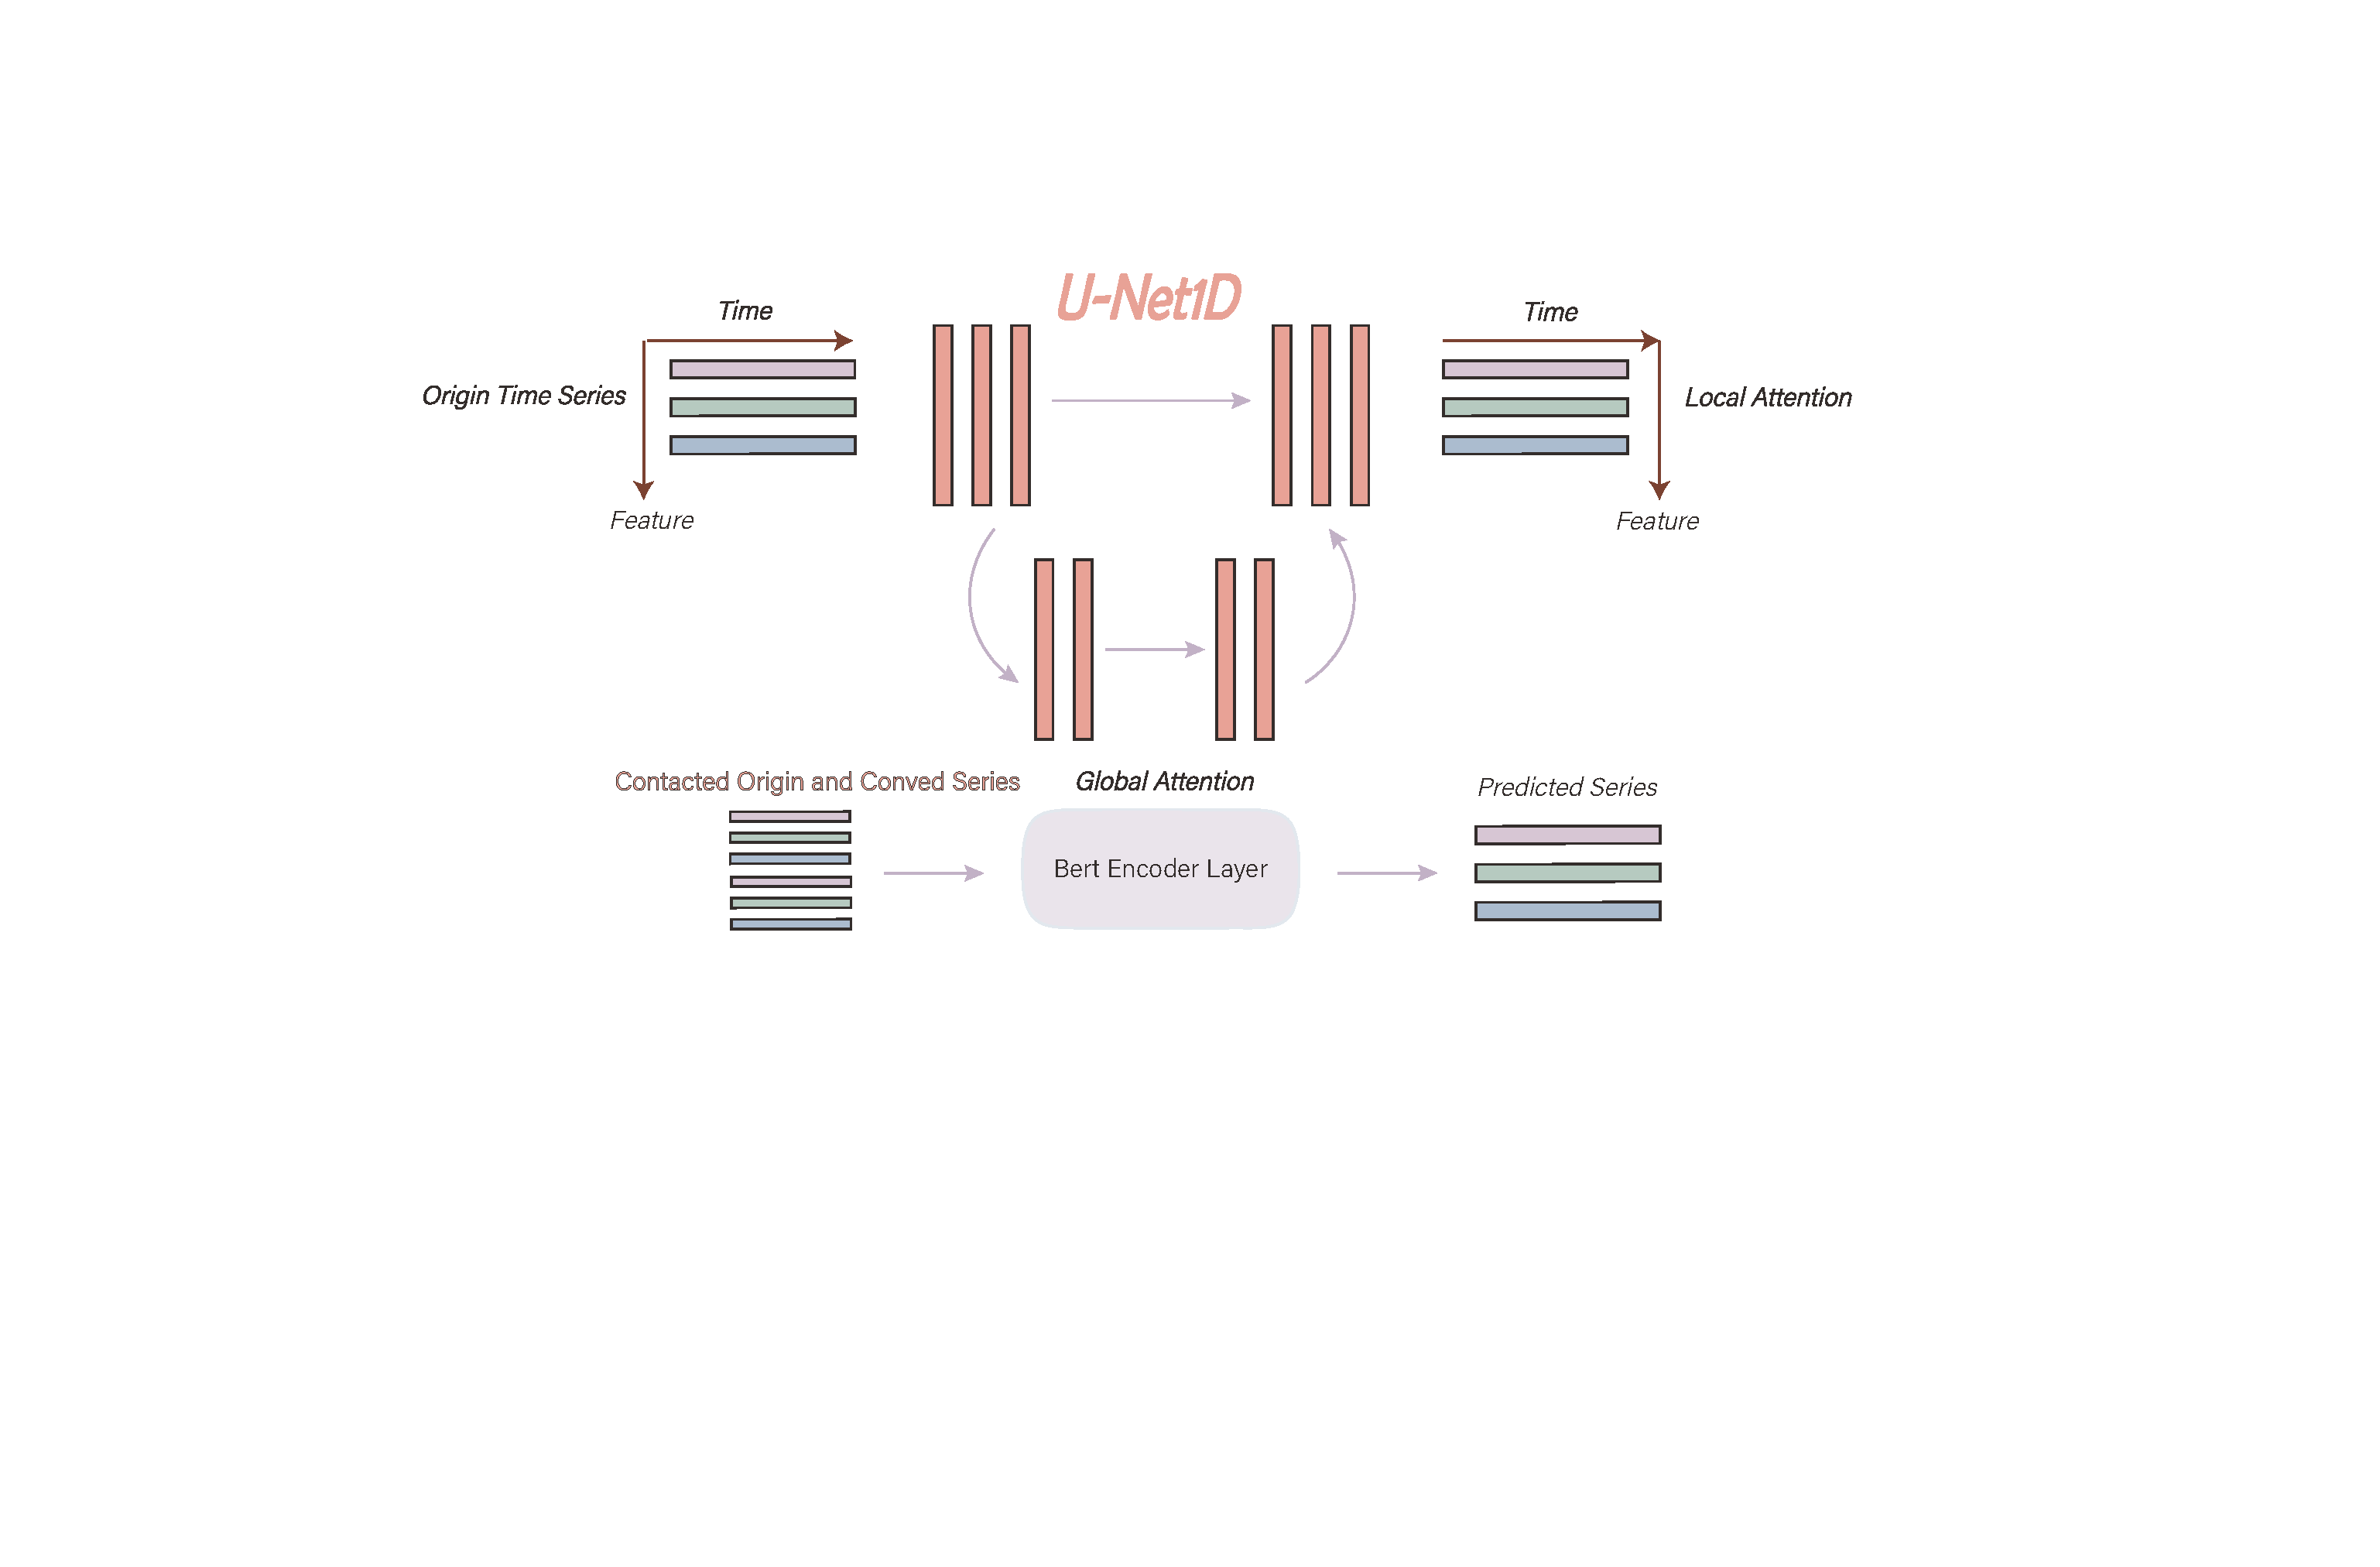 U-Net1D
Time
Time
Origin Time Series
Local Attention
Feature
Feature
Contacted Origin and Conved Series
Global Attention
Predicted Series
Bert Encoder Layer